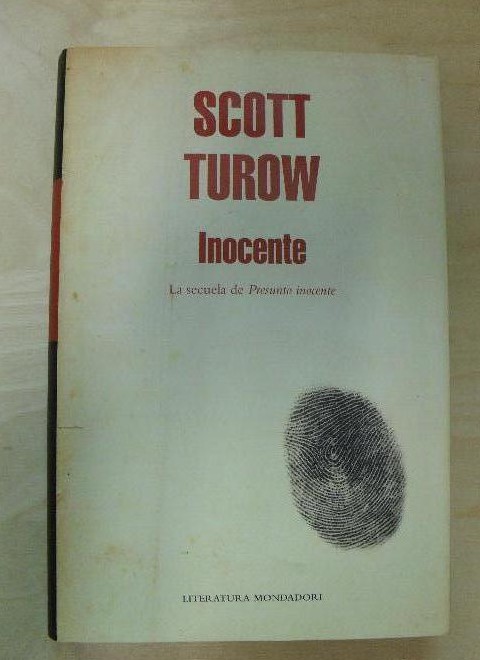 SCOTT
TUROW
Inocente
La secuela de Presunto inocente
LITERATURA MONDADORI